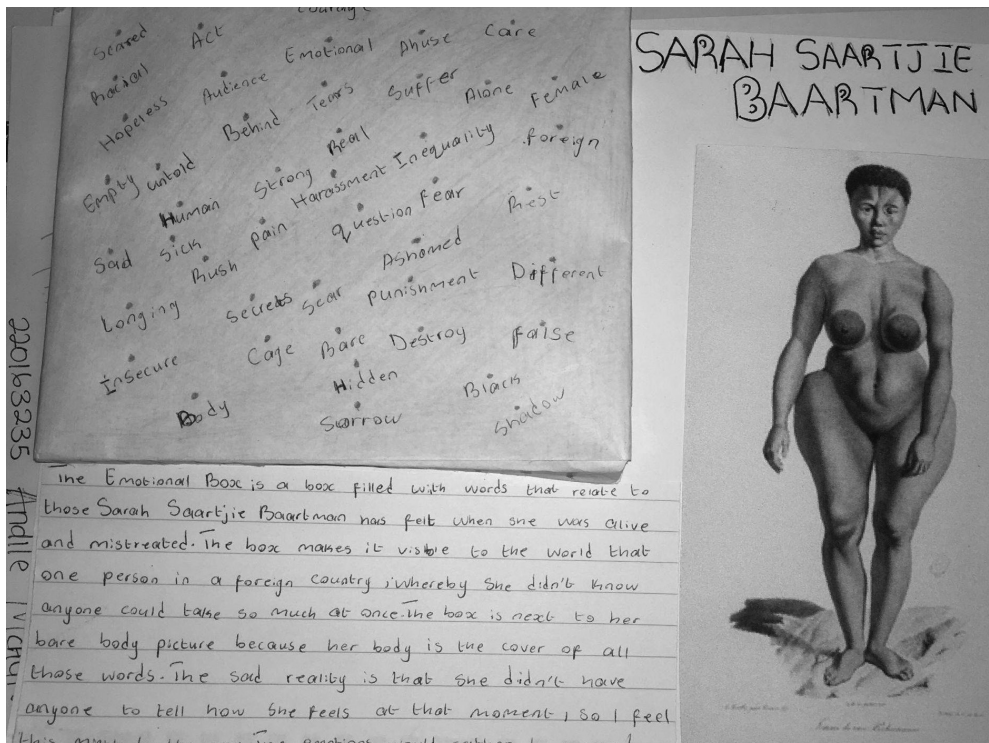 Courage
Scared Act Emotional Abuse Care
Racial Audience Tears Suffer Alone Female
Hopeless Behind Real Inequality foreign
Empty untold Strong Harassment
Human question Fear Rest
Sad sick pain Ashamed
Rush
Longing secrets scar punishment Different
Insecure Cage Bare Destroy False
Hidden Black
Body Sorrow Shadow
SARAH SAARTJIE
BAARTMAN
220163235 Andile
The Emotional Box is a box filled with words that relate to
those Sarah Saartjie Baartman has felt when she was alive
and mistreated. The box makes it visible to the world that
one person in a foreign country, whereby she didn't know
anyone could take so much at once. The box is next to her
bare body picture because her body is the cover of all
those words. The sad reality is that she didn't have
anyone to tell how she feels at that moment, so I feel